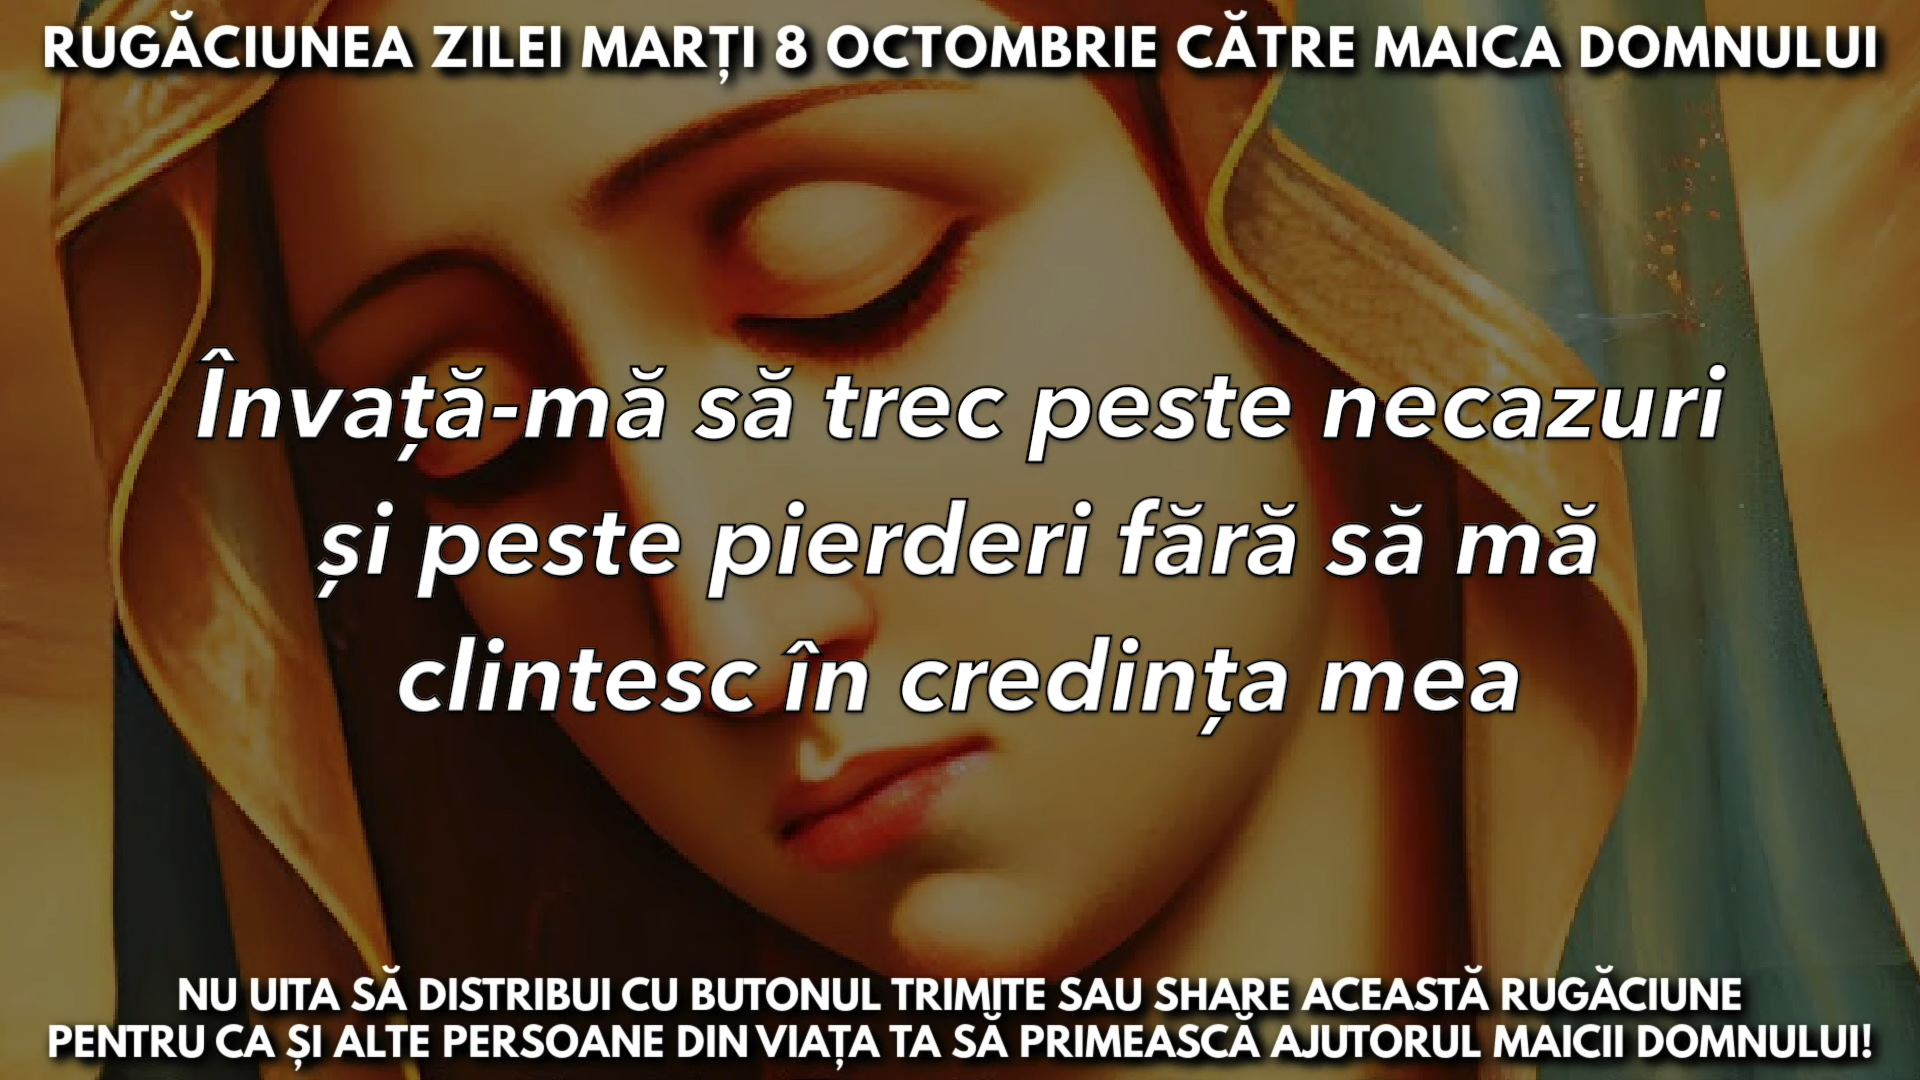 RUGĂCIUNEA ZILEI MARȚI 8 OCTOMBRIE CĂTRE MAICA DOMNULUI
Învață-mă să trec peste necazuri
și peste pierderi fără să mă
clintesc în credința mea
NU UITA SĂ DISTRIBUI CU BUTONUL TRIMITE SAU SHARE ACEASTĂ RUGĂCIUNE
PENTRU CA ȘI ALTE PERSOANE DIN VIAȚA TA SĂ PRIMEASCĂ AJUTORUL MAICII DOMNULUI!